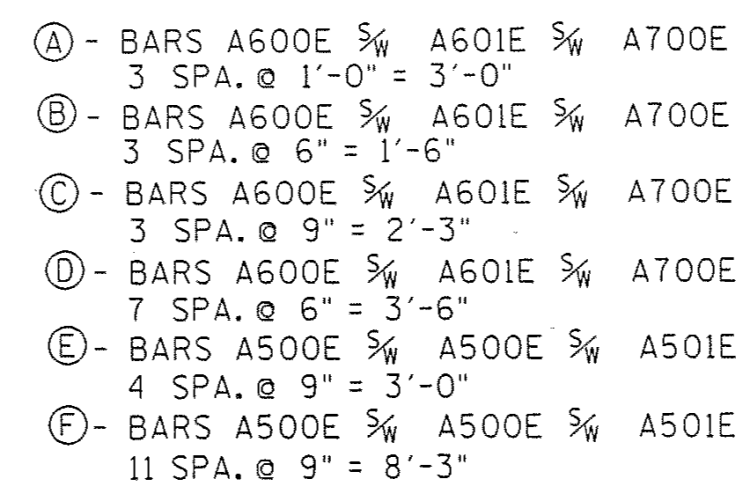 Ⓐ - BARS A600E S/W A601E S/W A700E
3 SPA. @ 1'-0" = 3'-0"
Ⓑ - BARS A600E S/W A601E S/W A700E
3 SPA. @ 6" = 1'-6"
Ⓒ - BARS A600E S/W A601E S/W A700E
3 SPA. @ 9" = 2'-3"
Ⓓ - BARS A600E S/W A601E S/W A700E
7 SPA. @ 6" = 3'-6"
Ⓔ - BARS A500E S/W A500E S/W A501E
4 SPA. @ 9" = 3'-0"
Ⓕ - BARS A500E S/W A500E S/W A501E
11 SPA. @ 9" = 8'-3"